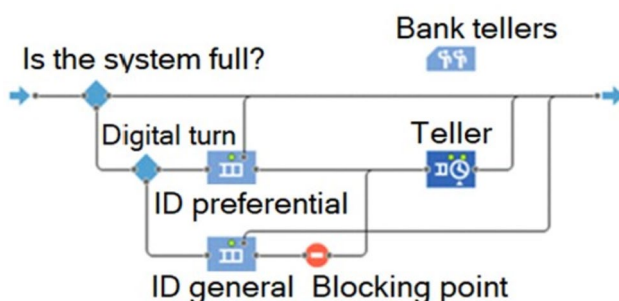 Bank tellers
Is the system full?
Digital turn
Teller
ID preferential
ID general
Blocking point